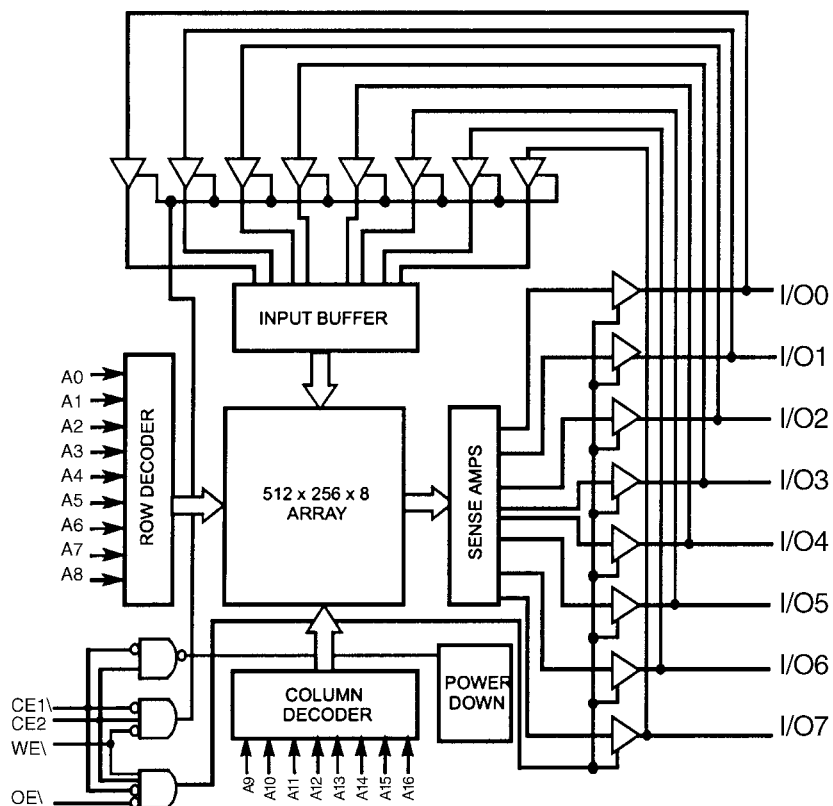 INPUT BUFFER
I/O0
I/O1
I/O2
I/O3
I/O4
I/O5
I/O6
I/O7
A0
A1
A2
A3
A4
A5
A6
A7
A8
ROW DECODER
512 x 256 x 8
ARRAY
SENSE AMPS
COLUMN
DECODER
POWER
DOWN
CE1\
CE2
WE\
OE\
A9
A10
A11
A12
A13
A14
A15
A16